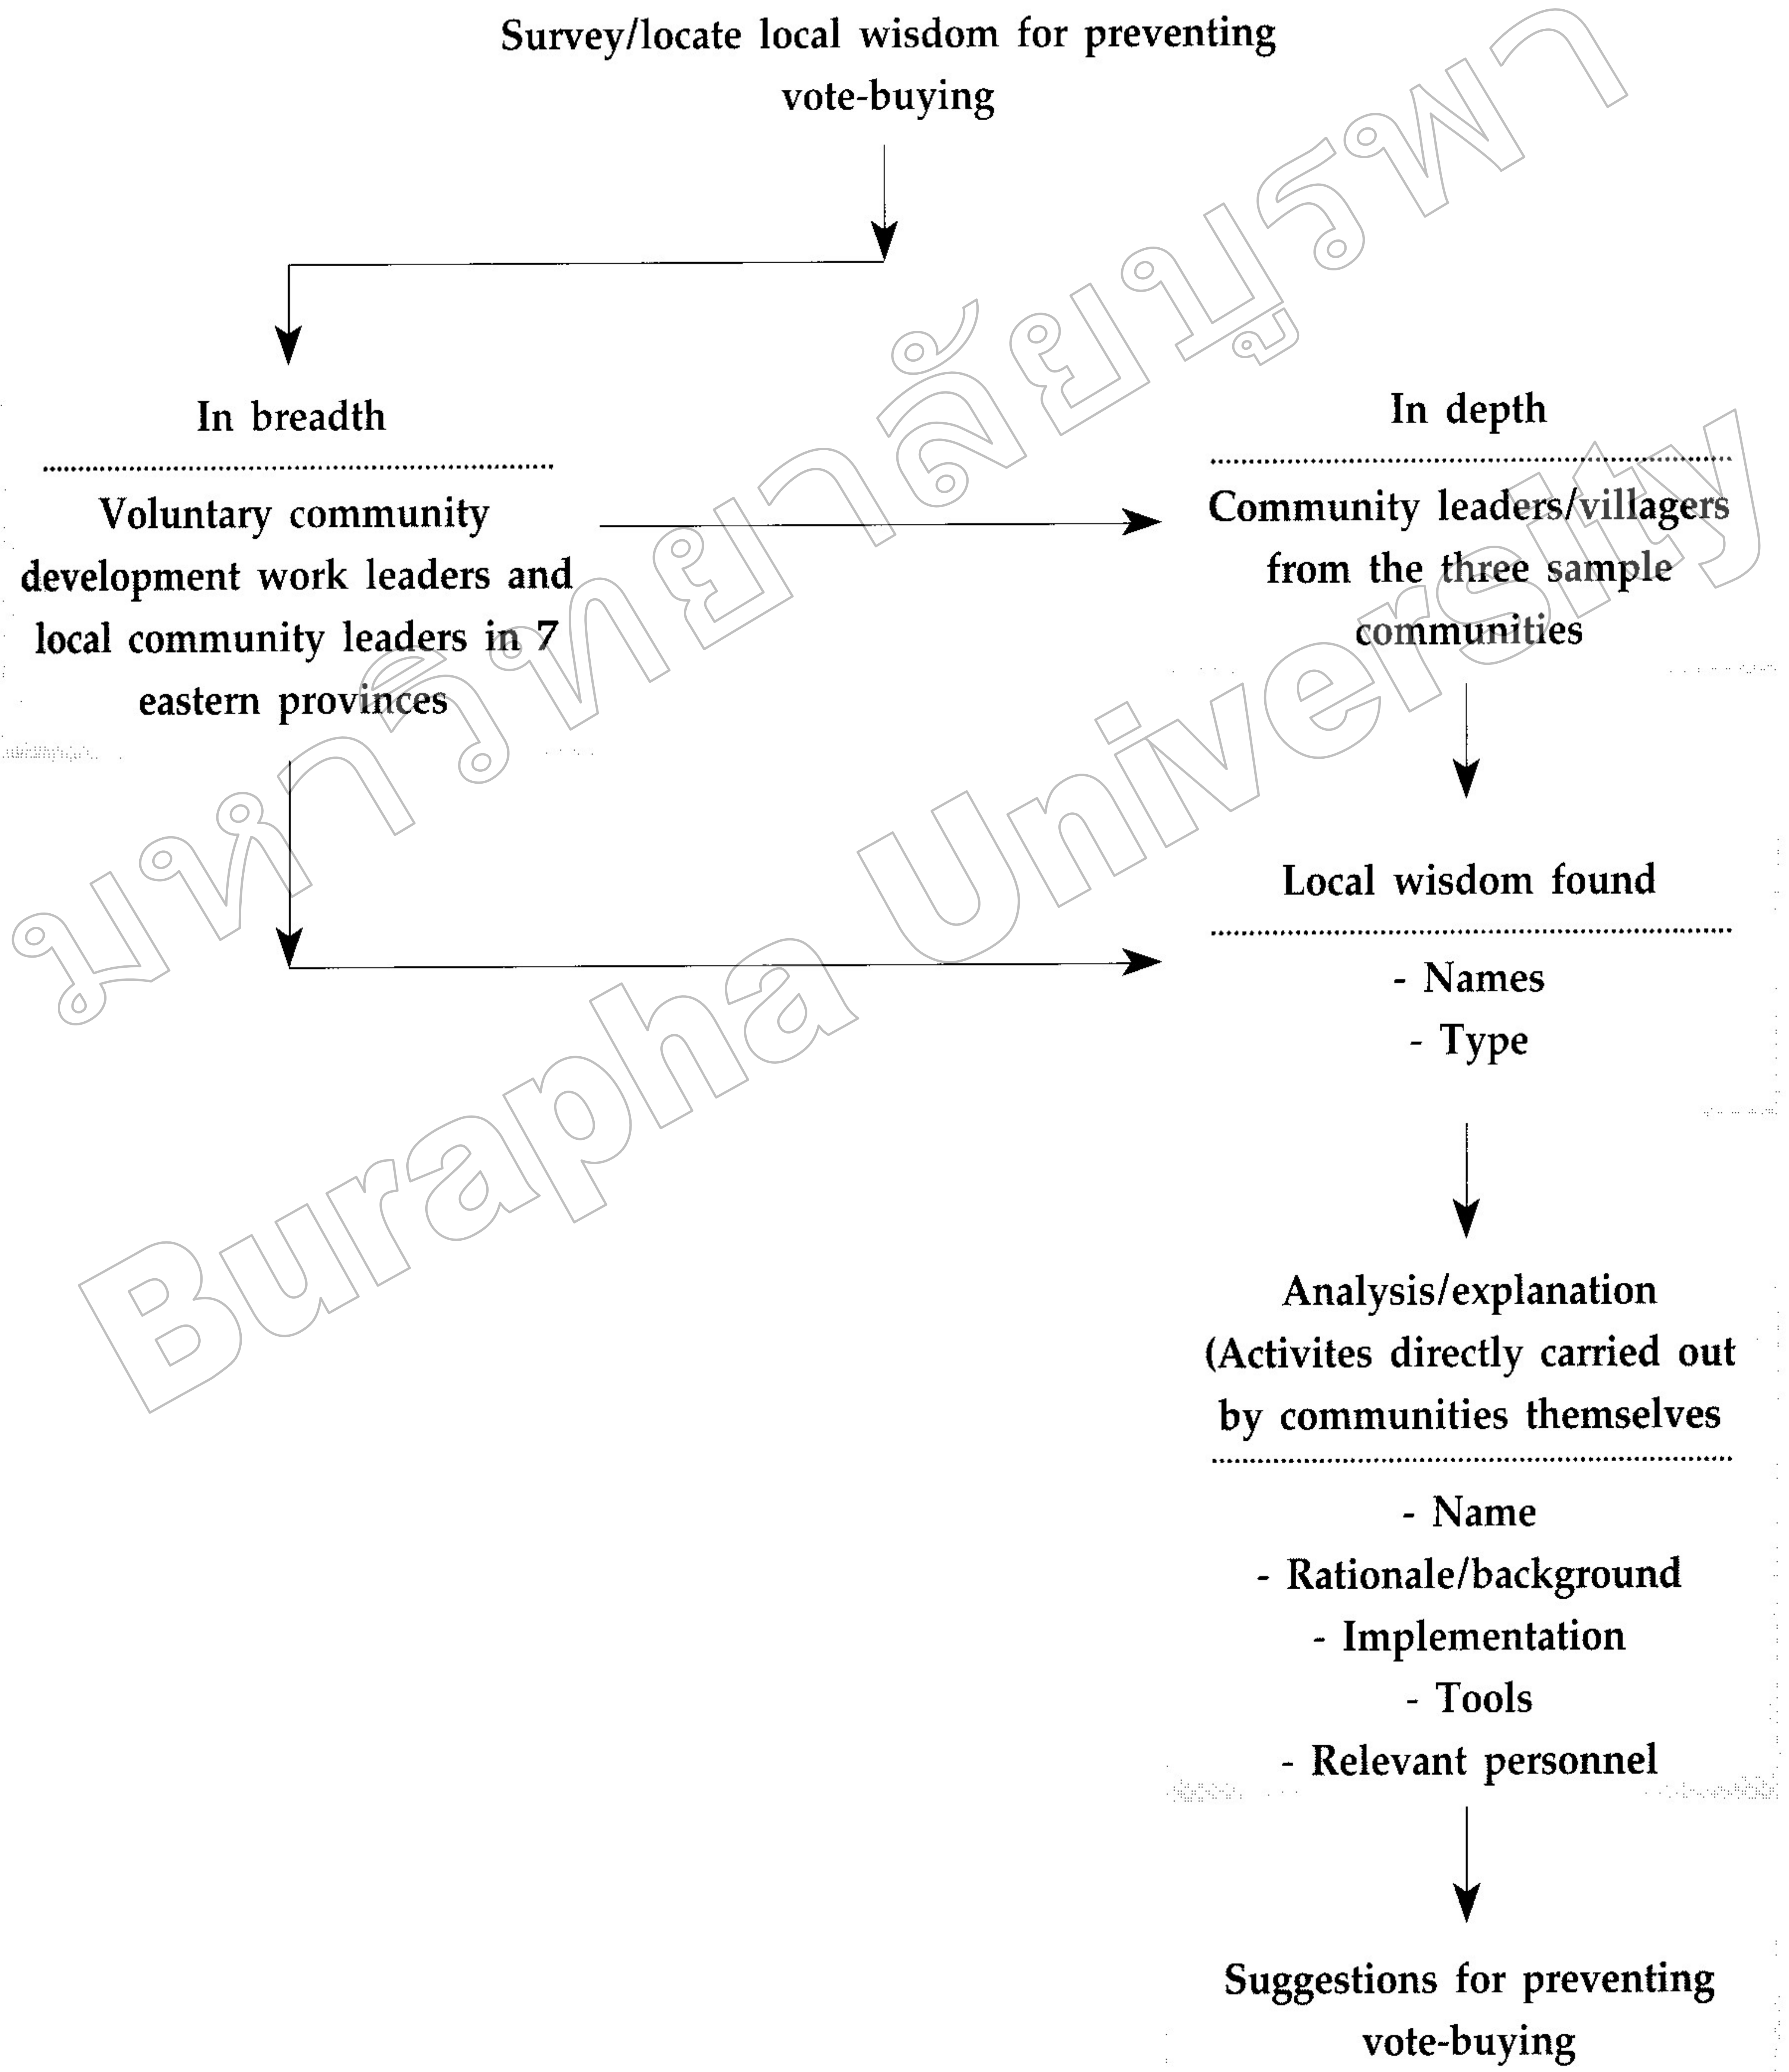 Survey/locate local wisdom for preventing
vote-buying
In breadth
Voluntary community
development work leaders and
local community leaders in 7
eastern provinces
In depth
Community leaders/villagers
from the three sample
communities
Local wisdom found
- Names
- Type
Analysis/explanation
(Activites directly carried out
by communities themselves
- Name
- Rationale/background
- Implementation
- Tools
- Relevant personnel
Suggestions for preventing
vote-buying
มหาวิทยาลัยบูรพา
Burapha University